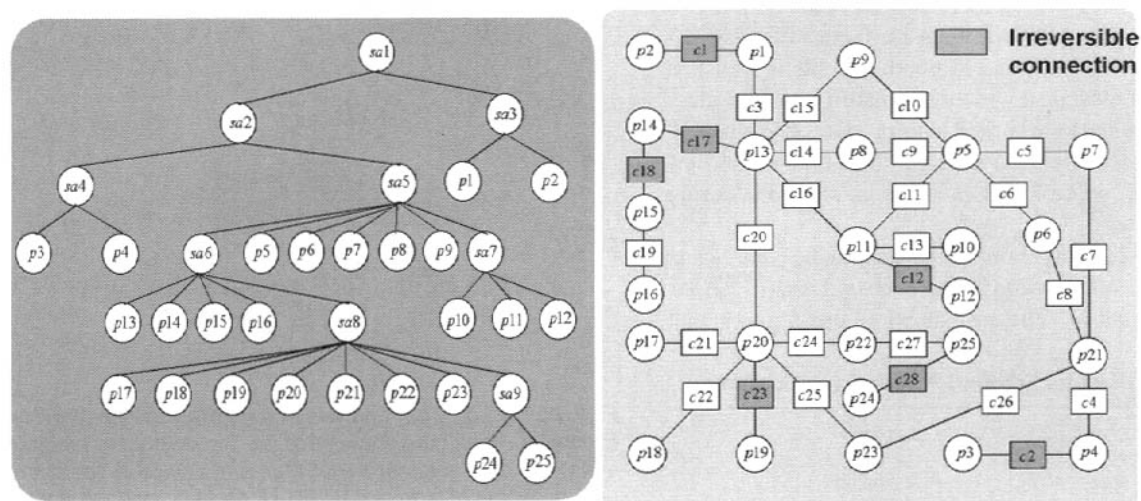 sa1
sa2 sa3
sa4 sa5 p1 p2
p3 p4 sa6 p5 p6 p7 p8 p9 sa7
p13 p14 p15 p16 sa8 p10 p11 p12
p17 p18 p19 p20 p21 p22 p23 sa9
p24 p25
Irreversible
connection
p2 c1 p1 p9
c3 c15 c10
p14 c17 p13 c14 p8 c9 p5 c5 p7
c18 c16 c11 c6
p15 c20 p11 c13 p10 p6 c7
c19 c12 c8
p16 p12
p17 c21 p20 c24 p22 c27 p25 p21
c22 c23 c25 p24 c28 c26 c4
p18 p19 p23 p3 c2 p4